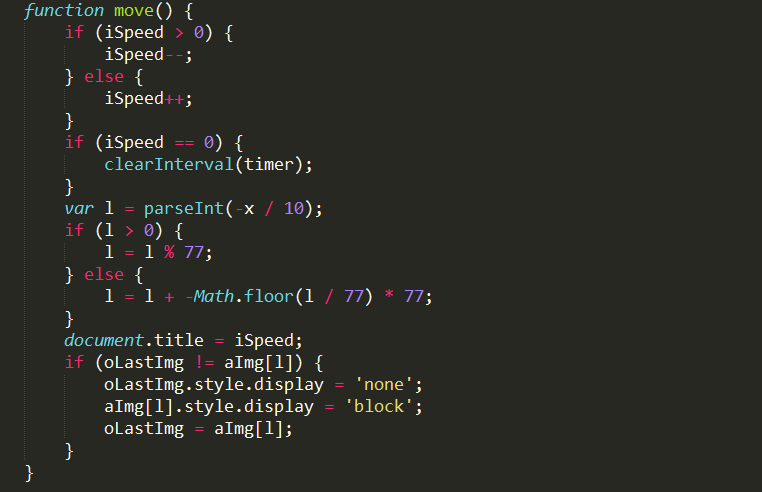 function move() {
    if (iSpeed > 0) {
        iSpeed--;
    } else {
        iSpeed++;
    }
    if (iSpeed == 0) {
        clearInterval(timer);
    }
    var l = parseInt(-x / 10);
    if (l > 0) {
        l = l % 77;
    } else {
        l = l + -Math.floor(l / 77) * 77;
    }
    document.title = iSpeed;
    if (oLastImg != aImg[l]) {
        oLastImg.style.display = 'none';
        aImg[l].style.display = 'block';
        oLastImg = aImg[l];
    }
}